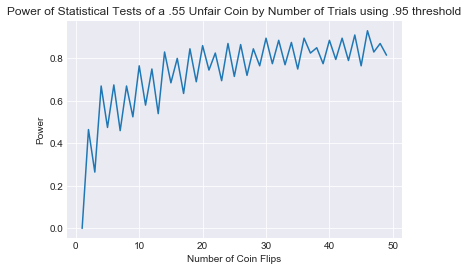 Power of Statistical Tests of a .55 Unfair Coin by Number of Trials using .95 threshold
0.8
0.6
0.4
0.2
0.0
Power
0 10 20 30 40 50
Number of Coin Flips